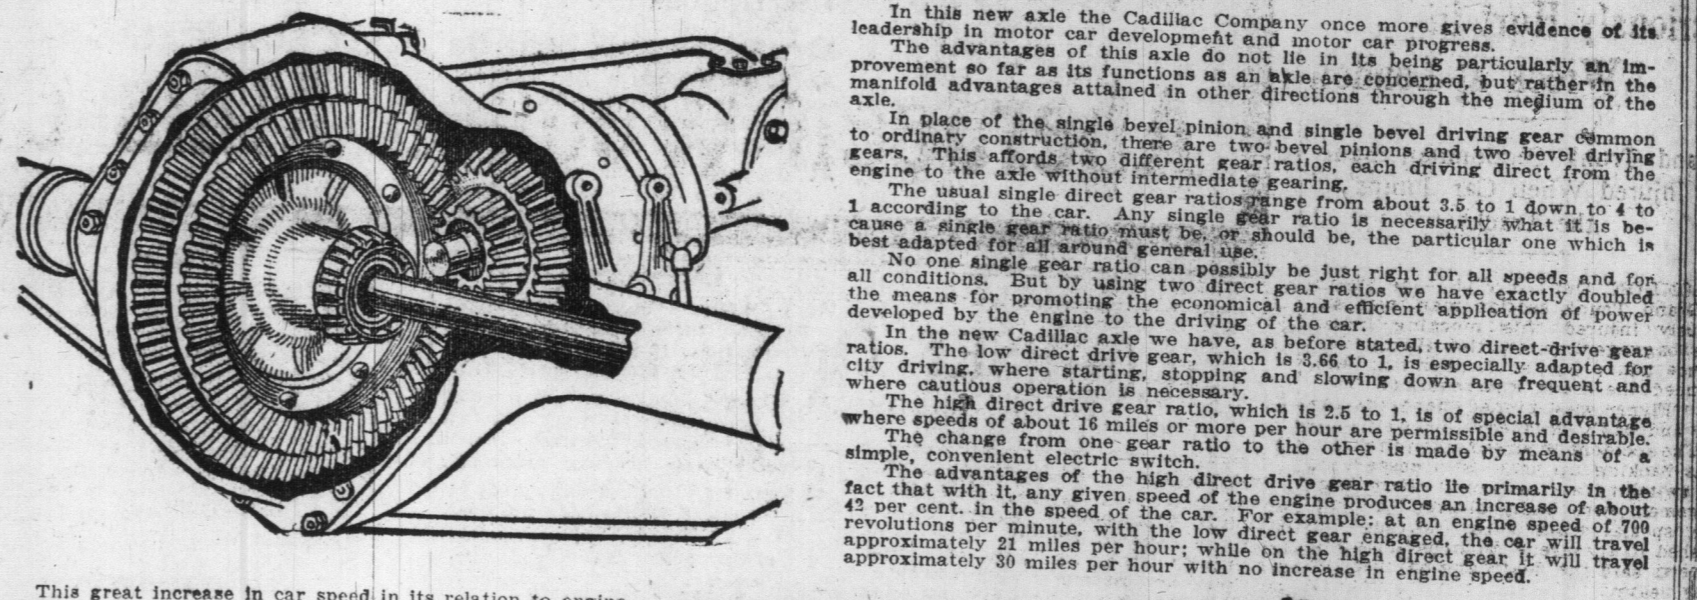 In this new axle the Cadillac Company once more gives evidence of its
leadership in motor car development and motor car progress.
The advantages of this axle do not lie in its being particularly an im-
provement so far as its functions as an axle are concerned, but rather in the
manifold advantages attained in other directions through the medium of the
axle.
In place of the single bevel pinion and single bevel driving gear common
to ordinary construction, there are two bevel pinions and two bevel driving
gears. This affords two different gear ratios, each driving direct from the
engine to the axle without intermediate gearing.
The usual single direct gear ratios range from about 3.5 to 1 down to 4 to
1 according to the car. Any single gear ratio is necessarily what it is be-
cause a single gear ratio must be, or should be, the particular one which is
best adapted for all around general use.
No one single gear ratio can possibly be just right for all speeds and for
all conditions. But by using two direct gear ratios we have exactly doubled
the means for promoting the economical and efficient application of power
developed by the engine to the driving of the car.
In the new Cadillac axle we have, as before stated, two direct-drive gear
ratios. The low direct drive gear, which is 3.66 to 1, is especially adapted for
city driving, where starting, stopping and slowing down are frequent and
where cautious operation is necessary.
The high direct drive gear ratio, which is 2.5 to 1, is of special advantage
where speeds of about 16 miles or more per hour are permissible and desirable.
The change from one gear ratio to the other is made by means of a
simple, convenient electric switch.
The advantages of the high direct drive gear ratio lie primarily in the
fact that with it, any given speed of the engine produces an increase of about
42 per cent. in the speed of the car. For example: at an engine speed of 700
revolutions per minute, with the low direct gear engaged, the car will travel
approximately 21 miles per hour; while on the high direct gear it will travel
approximately 30 miles per hour with no increase in engine speed.
This great increase in car speed in its relation to engine